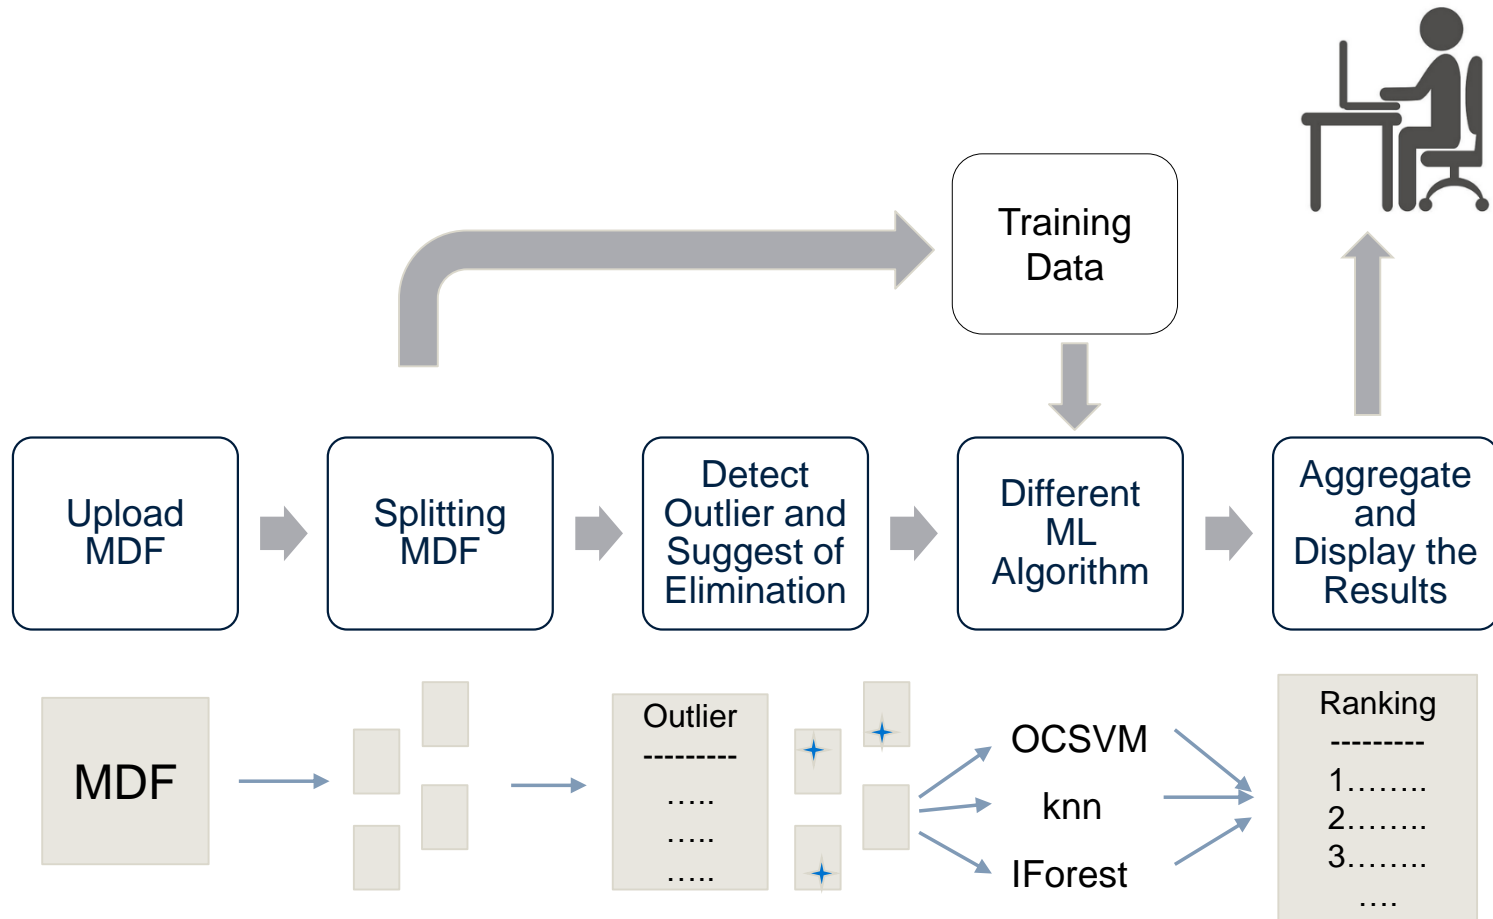 Training
Data
Upload
MDF
Splitting
MDF
Detect
Outlier and
Suggest of
Elimination
Different
ML
Algorithm
Aggregate
and
Display the
Results
MDF
Outlier
---------
.....
.....
.....
OCSVM
knn
IForest
Ranking
---------
1........
2........
3........
....